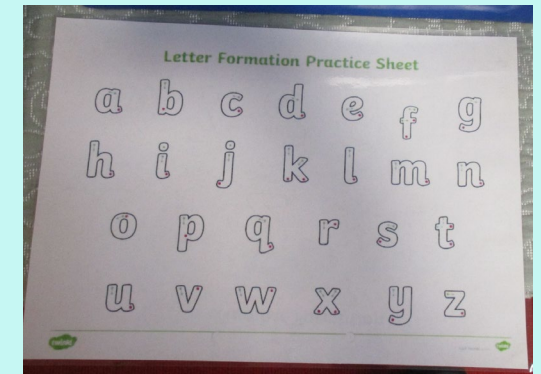 Letter Formation Practice Sheet
a b c d e f g
h i j k l m n
o p q r s t
u v w x y z